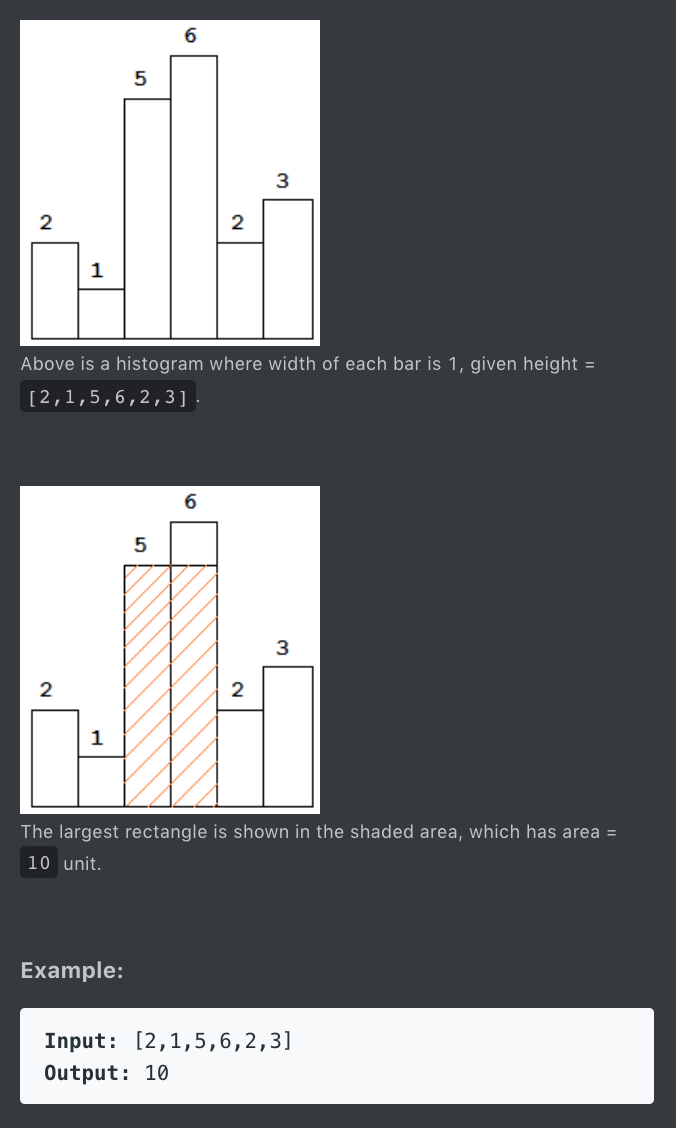 6
5
3
2
2
1
Above is a histogram where width of each bar is 1, given height =
[2,1,5,6,2,3].
6
5
3
2
2
1
The largest rectangle is shown in the shaded area, which has area =
10 unit.
Example:
Input: [2,1,5,6,2,3]
Output: 10